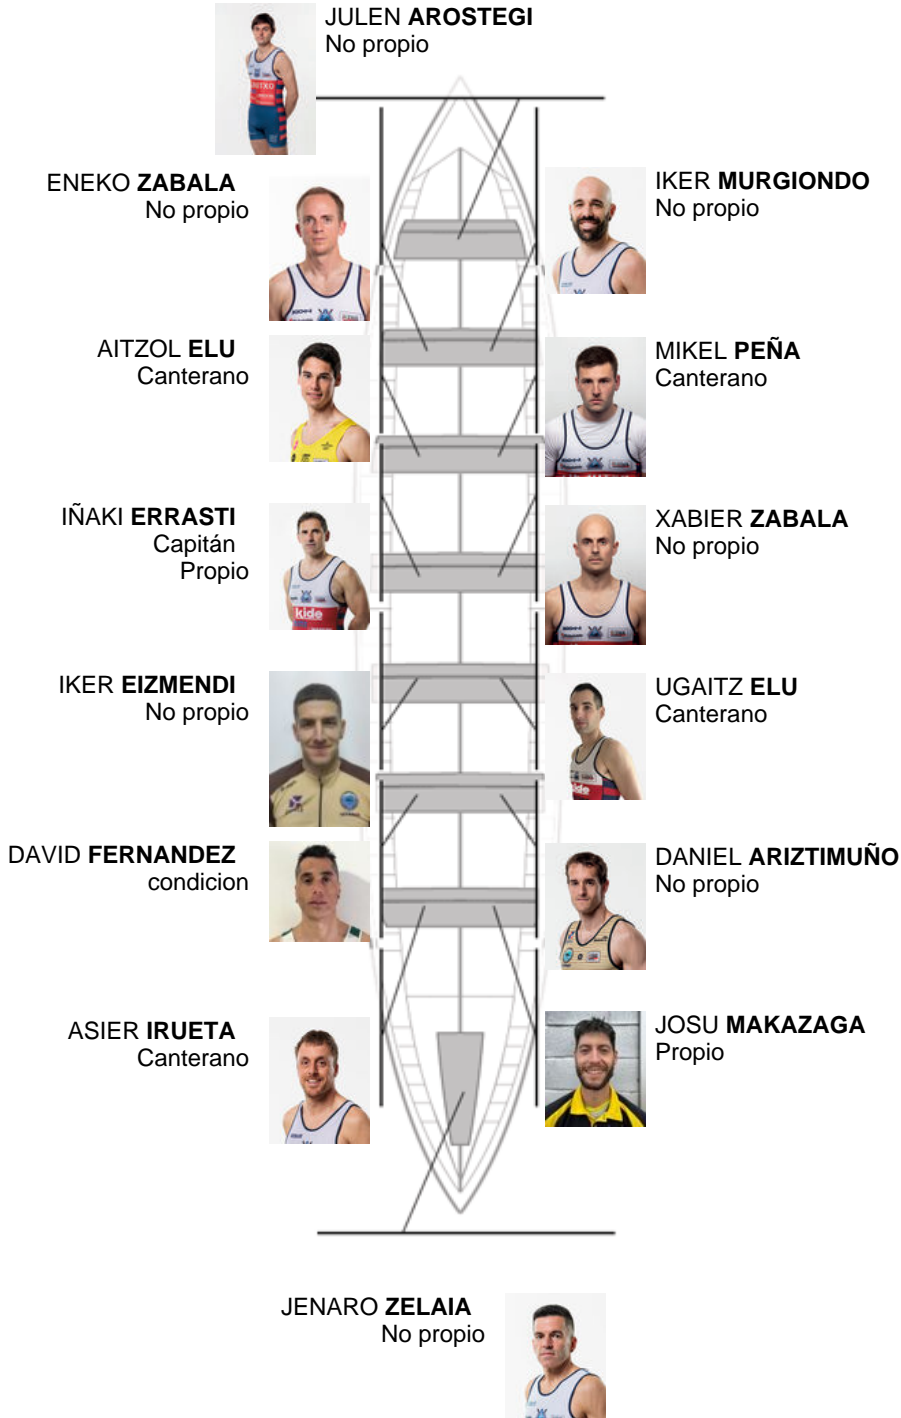 JULEN AROSTEGI
No propio
ENEKO ZABALA
No propio
IKER MURGIONDO
No propio
AITZOL ELU
Canterano
MIKEL PEÑA
Canterano
IÑAKI ERRASTI
Capitán
Propio
XABIER ZABALA
No propio
kide
IKER EIZMENDI
No propio
UGAITZ ELU
Canterano
kide
DAVID FERNANDEZ
condicion
DANIEL ARIZTIMUÑO
No propio
ASIER IRUETA
Canterano
JOSU MAKAZAGA
Propio
JENARO ZELAIA
No propio